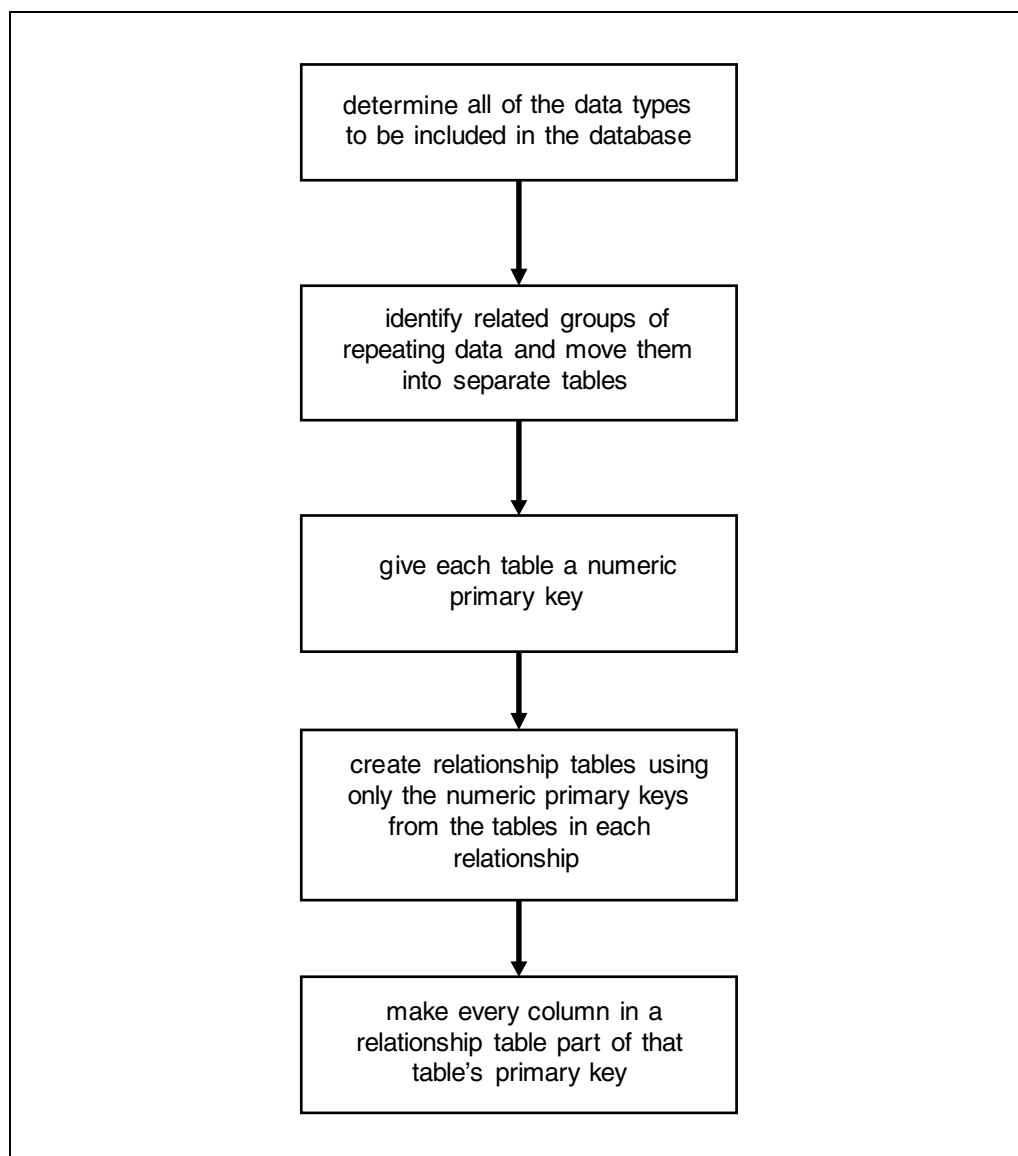 determine all of the data types
to be included in the database
identify related groups of
repeating data and move them
into separate tables
give each table a numeric
primary key
create relationship tables using
only the numeric primary keys
from the tables in each
relationship
make every column in a
relationship table part of that
table's primary key